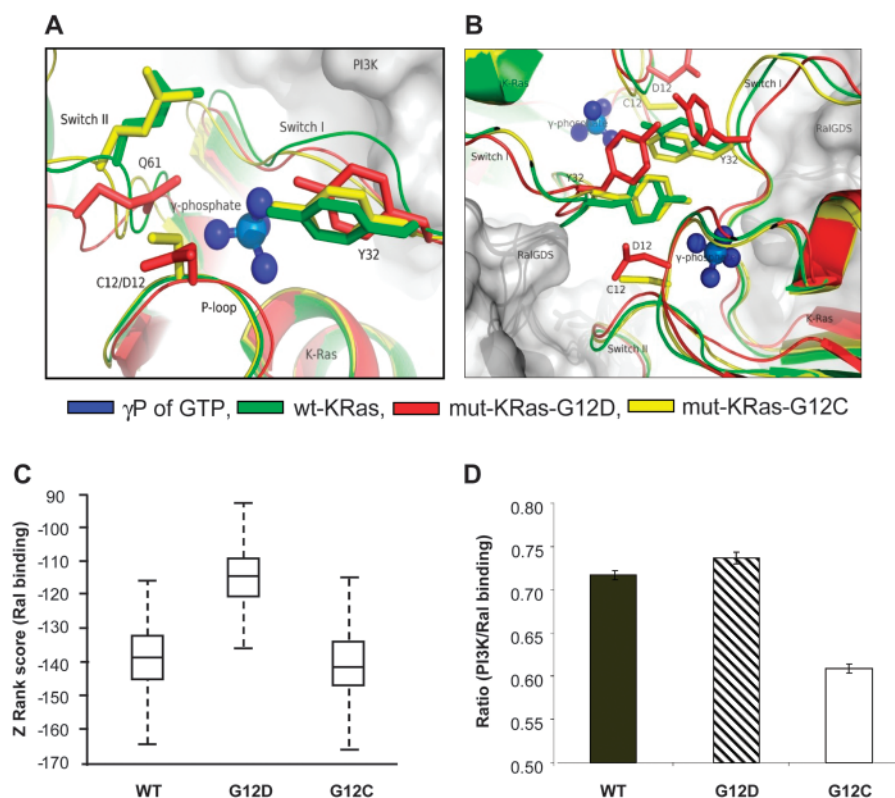 A
PI3K
Switch II
Switch I
Q61
γ-phosphate
Y32
C12/D12
P-loop
K-Ras
B
D12
Switch I
K-Ras
C12
γ-phosphate
RalGDS
Switch I
Y32
Y32
D12
RalGDS
γ-phosph
C12
K-Ras
Switch II
γP of GTP, wt-KRas, mut-KRas-G12D, mut-KRas-G12C
C
Z Rank score (Ral binding)
90
-100
-110
-120
-130
-140
-150
-160
-170
WT G12D G12C
D
Ratio (PI3K/Ral binding)
0.80
0.75
0.70
0.65
0.60
0.55
0.50
WT G12D G12C